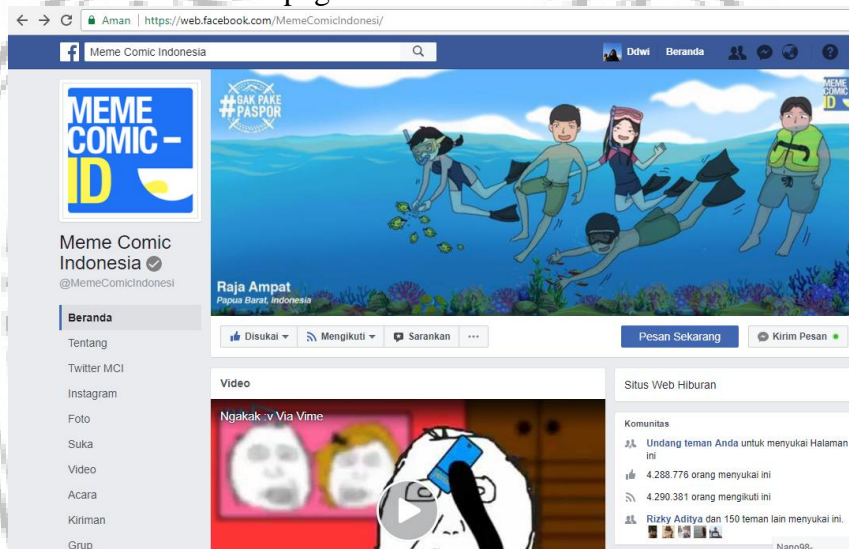 Aman | https://web.facebook.com/MemeComicIndonesi/
Meme Comic Indonesia
Ddwi Beranda
MEME
COMIC -
ID
#GAK PAKE
PASPOR
MEME
COMIC
ID
Raja Ampat
Papua Barat, Indonesia
Meme Comic
Indonesia
@MemeComicIndonesi
Disukai Mengikuti Sarankan ...
Pesan Sekarang Kirim Pesan
Beranda
Tentang
Twitter MCI
Instagram
Foto
Suka
Video
Acara
Kiriman
Grup
Video
Ngakak :v Via Vime
Situs Web Hiburan
Komunitas
Undang teman Anda untuk menyukai Halaman
ini
4.288.776 orang menyukai ini
4.290.381 orang mengikuti ini
Rizky Aditya dan 150 teman lain menyukai ini.